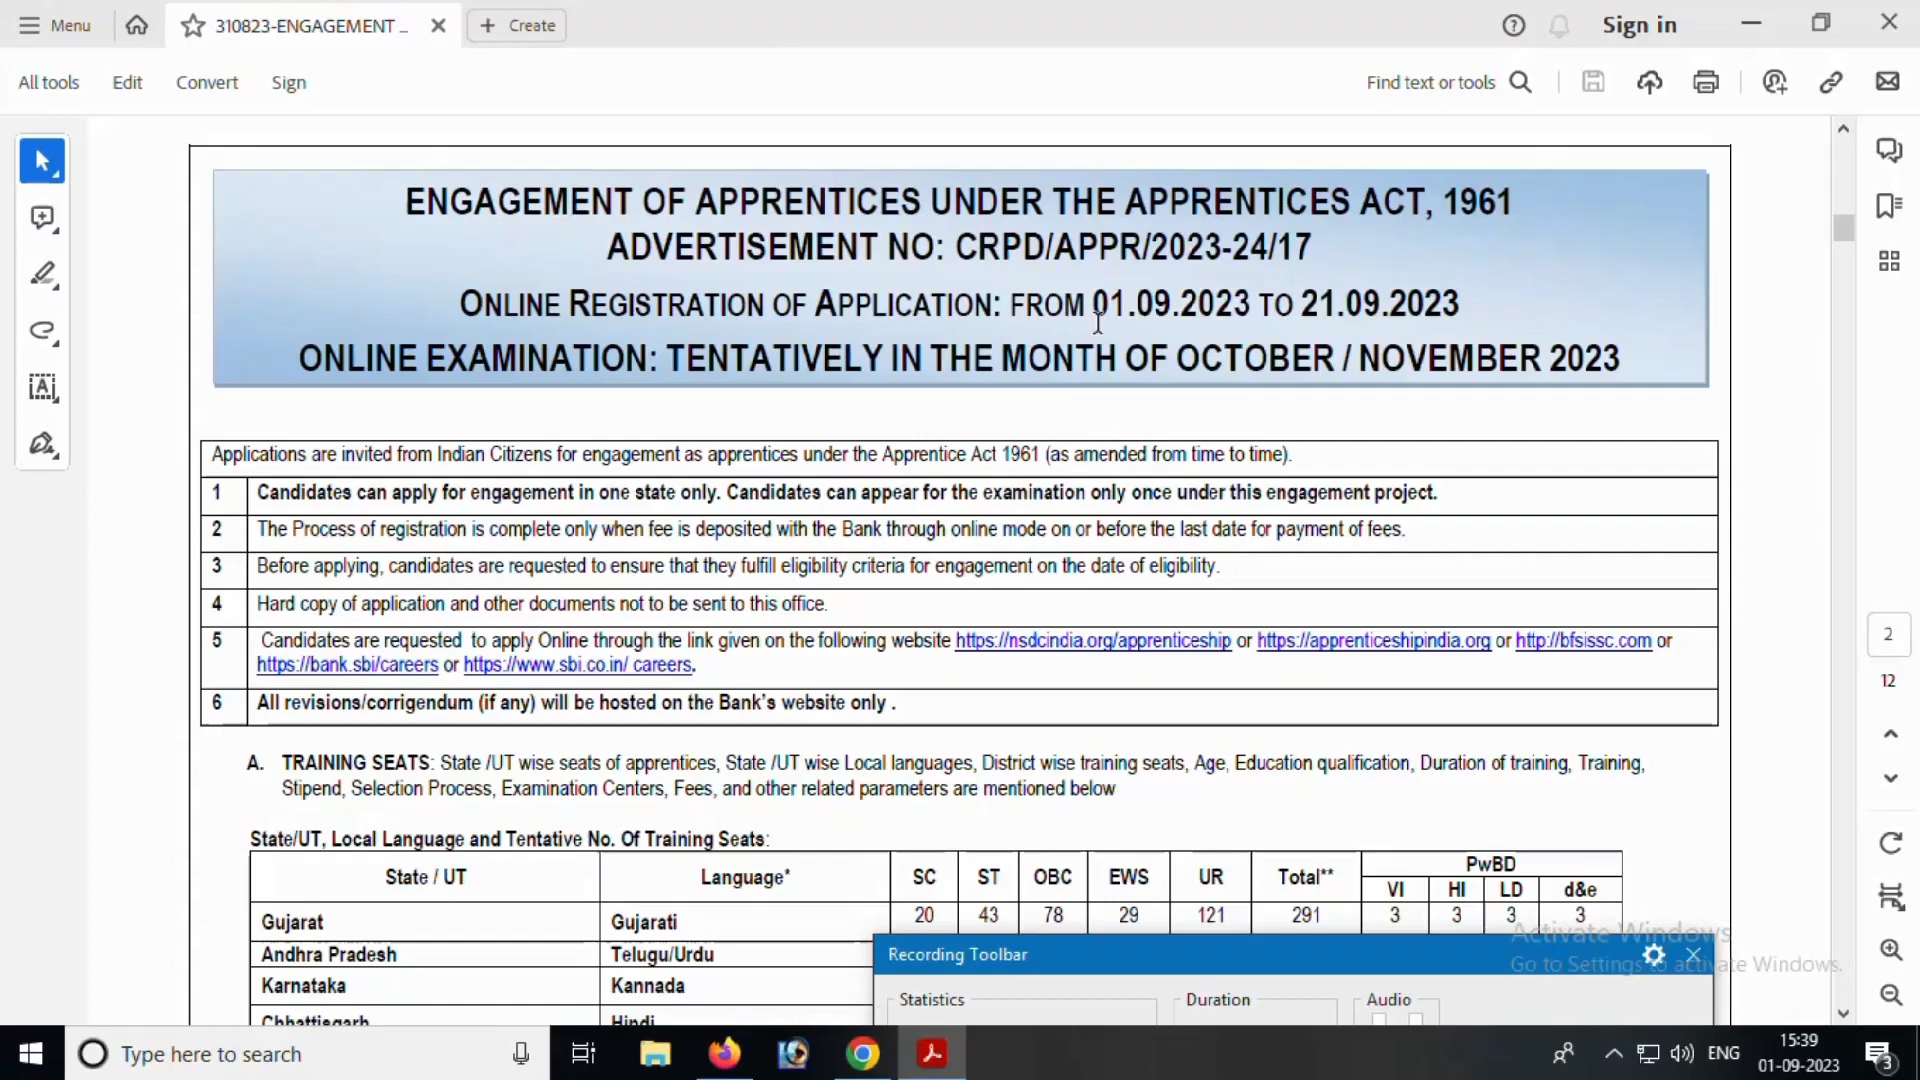 Menu
310823-ENGAGEMENT ...
Create
Sign in
All tools Edit Convert Sign
Find text or tools
ENGAGEMENT OF APPRENTICES UNDER THE APPRENTICES ACT, 1961
ADVERTISEMENT NO: CRPD/APPR/2023-24/17
ONLINE REGISTRATION OF APPLICATION: FROM 01.09.2023 TO 21.09.2023
ONLINE EXAMINATION: TENTATIVELY IN THE MONTH OF OCTOBER / NOVEMBER 2023
Applications are invited from Indian Citizens for engagement as apprentices under the Apprentice Act 1961 (as amended from time to time).
1 Candidates can apply for engagement in one state only. Candidates can appear for the examination only once under this engagement project.
2 The Process of registration is complete only when fee is deposited with the Bank through online mode on or before the last date for payment of fees.
3 Before applying, candidates are requested to ensure that they fulfill eligibility criteria for engagement on the date of eligibility.
4 Hard copy of application and other documents not to be sent to this office.
5 Candidates are requested to apply Online through the link given on the following website https://nsdcindia.org/apprenticeship or https://apprenticeshipindia.org or http://bfsissc.com or
https://bank.sbi/careers or https://www.sbi.co.in/ careers.
6 All revisions/corrigendum (if any) will be hosted on the Bank's website only .
2
12
A. TRAINING SEATS: State /UT wise seats of apprentices, State /UT wise Local languages, District wise training seats, Age, Education qualification, Duration of training, Training,
Stipend, Selection Process, Examination Centers, Fees, and other related parameters are mentioned below
State/UT, Local Language and Tentative No. Of Training Seats:
State / UT Language* SC ST OBC EWS UR Total** PwBD
VI HI LD d&e
Gujarat Gujarati 20 43 78 29 121 291 3 3 3 3
Andhra Pradesh Telugu/Urdu
Karnataka Kannada
Chhattisgarh Hindi
Recording Toolbar
Statistics Duration Audio
Activate Windows
Go to Settings to activate Windows.
Type here to search
ENG
15:39
01-09-2023
3